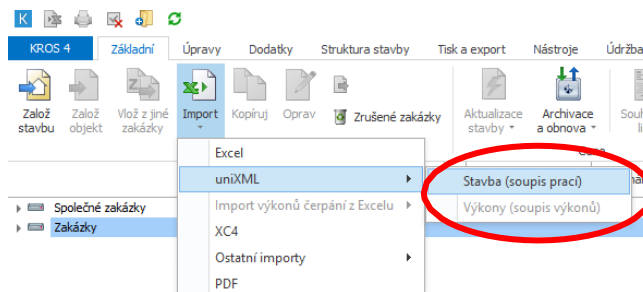 K
KROS 4 Základní Úpravy Dodatky Struktura stavby Tisk a export Nástroje Údržba
Založ stavbu
Založ objekt
Vlož z jiné zakázky
Import
Kopíruj
Oprav
Zrušené zakázky
Aktualizace stavby
Archivace a obnova
Excel
uniXML
Import výkonů čerpání z Excelu
XC4
Ostatní importy
PDF
Stavba (soupis prací)
Výkony (soupis výkonů)
Společné zakázky
Zakázky